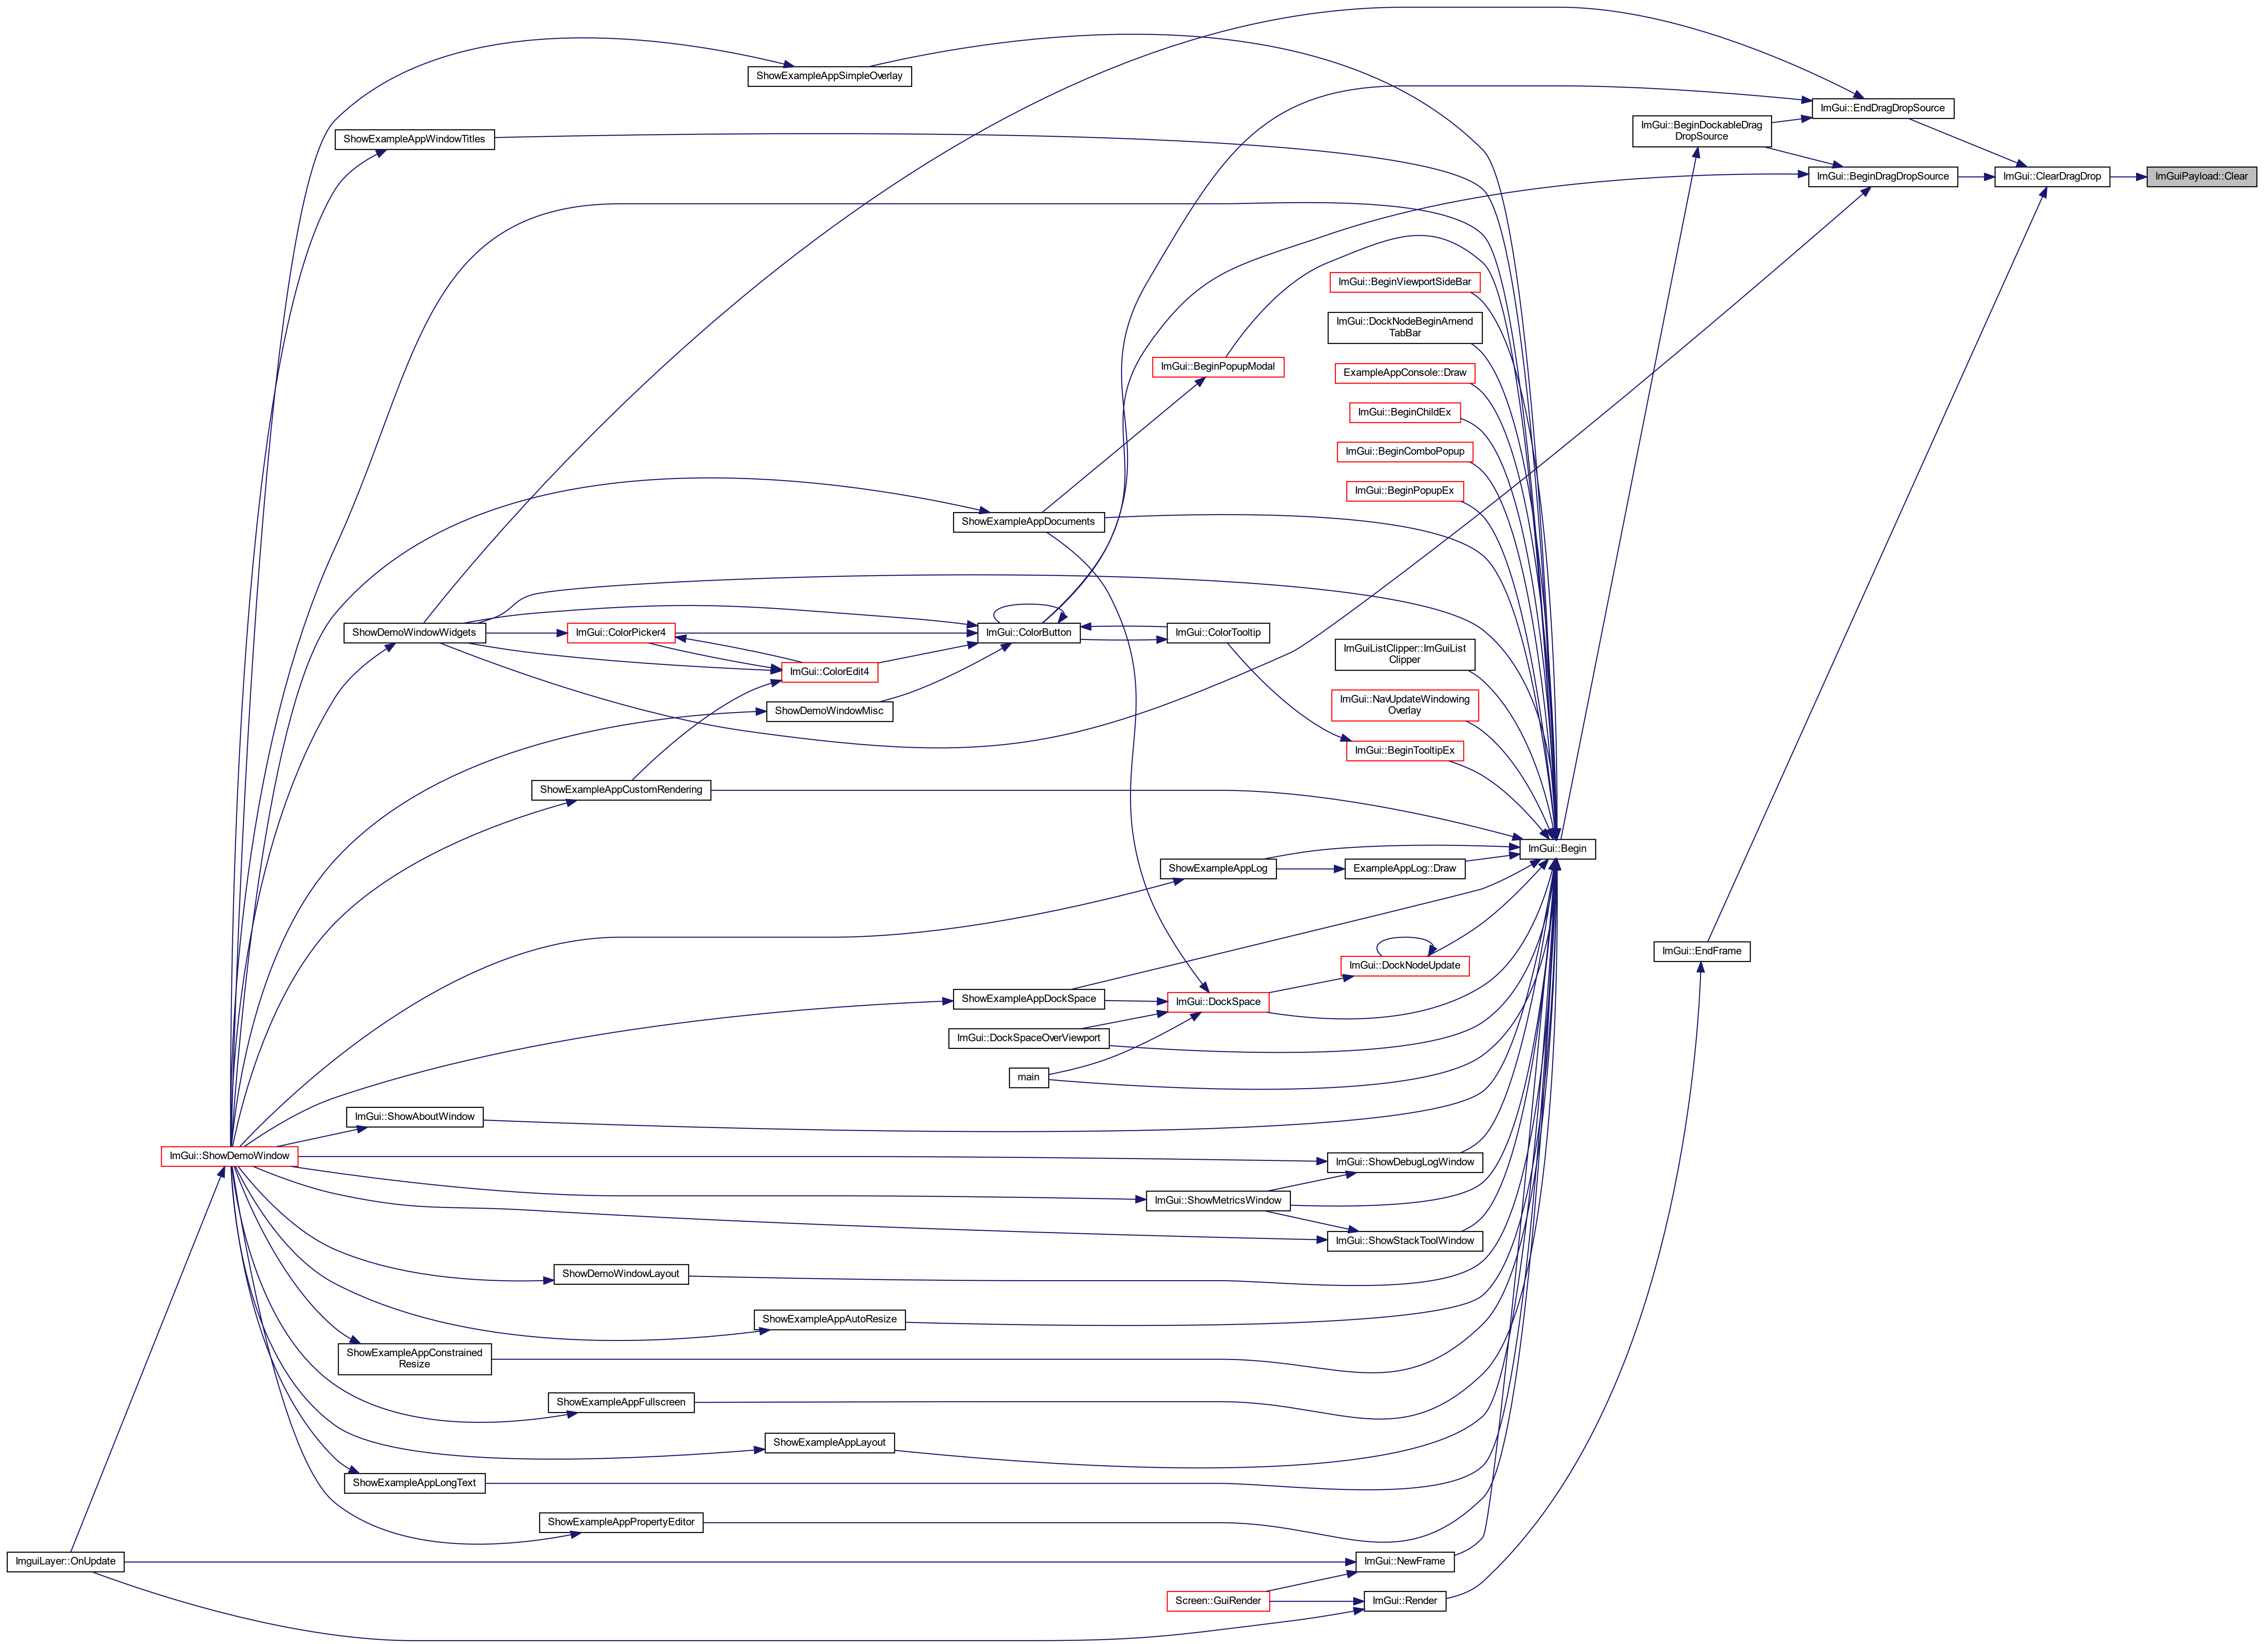 ShowExampleAppSimpleOverlay
ImGui::EndDragDropSource
ImGui::BeginDockableDrag
DropSource
ShowExampleAppWindowTitles
ImGui::BeginDragDropSource
ImGui::ClearDragDrop
ImGuiPayload::Clear
ImGui::BeginViewportSideBar
ImGui::DockNodeBeginAmend
TabBar
ImGui::BeginPopupModal
ExampleAppConsole::Draw
ImGui::BeginChildEx
ImGui::BeginComboPopup
ImGui::BeginPopupEx
ShowExampleAppDocuments
ShowDemoWindowWidgets
ImGui::ColorPicker4
ImGui::ColorButton
ImGui::ColorTooltip
ImGuiListClipper::ImGuiList
Clipper
ImGui::ColorEdit4
ShowDemoWindowMisc
ImGui::NavUpdateWindowing
Overlay
ImGui::BeginTooltipEx
ShowExampleAppCustomRendering
ImGui::Begin
ShowExampleAppLog
ExampleAppLog::Draw
ImGui::EndFrame
ImGui::DockNodeUpdate
ShowExampleAppDockSpace
ImGui::DockSpace
ImGui::DockSpaceOverViewport
main
ImGui::ShowAboutWindow
ImGui::ShowDemoWindow
ImGui::ShowDebugLogWindow
ImGui::ShowMetricsWindow
ImGui::ShowStackToolWindow
ShowDemoWindowLayout
ShowExampleAppAutoResize
ShowExampleAppConstrained
Resize
ShowExampleAppFullscreen
ShowExampleAppLayout
ShowExampleAppLongText
ShowExampleAppPropertyEditor
ImguiLayer::OnUpdate
ImGui::NewFrame
Screen::GuiRender
ImGui::Render